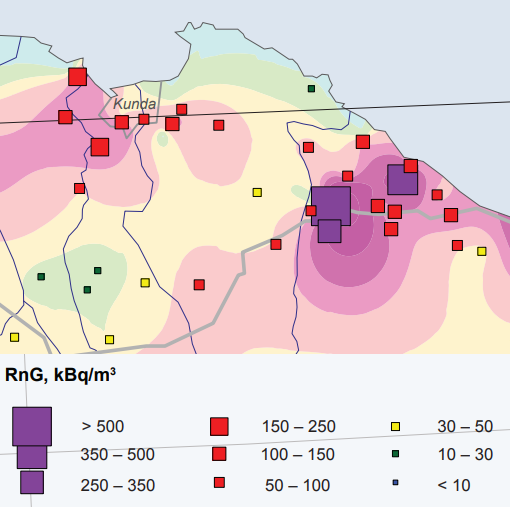 Kunda
RnG, kBq/m³
> 500 150 – 250 30 – 50
350 – 500 100 – 150 10 – 30
250 – 350 50 – 100 < 10